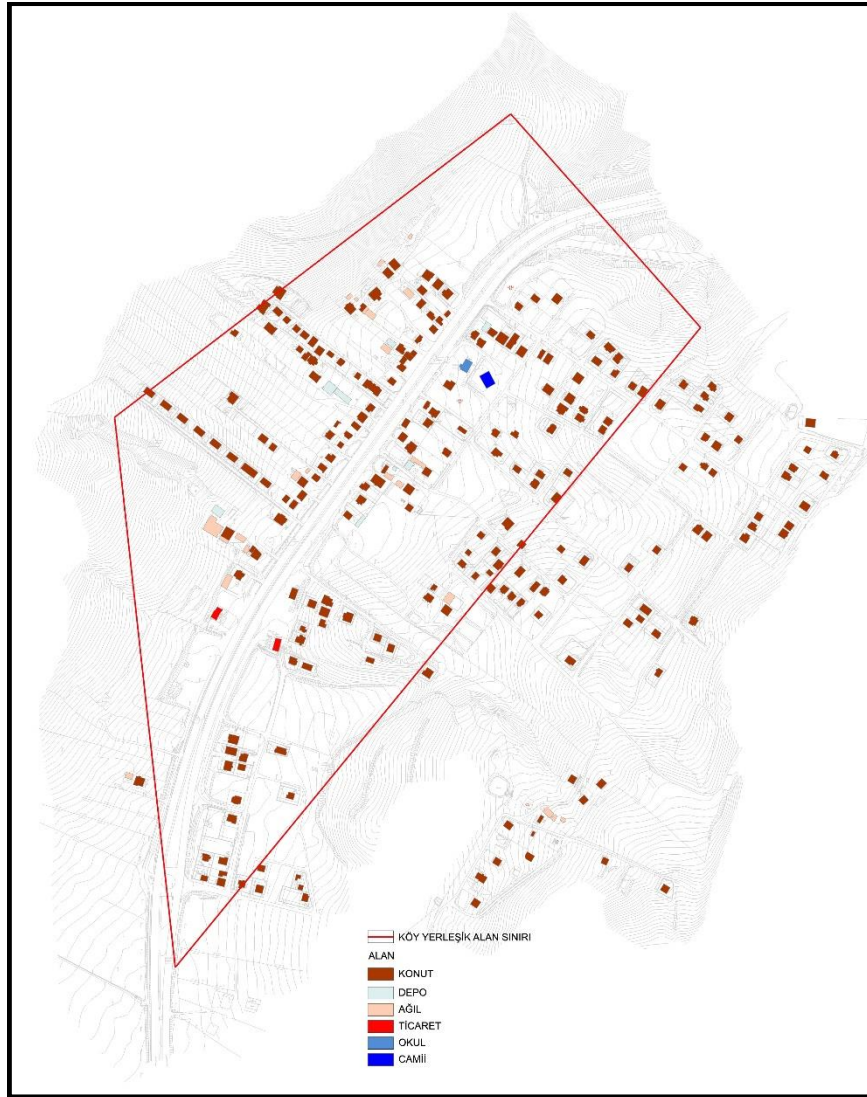 KÖY YERLEŞİK ALAN SINIRI
ALAN
KONUT
DEPO
AĞIL
TİCARET
OKUL
CAMİİ